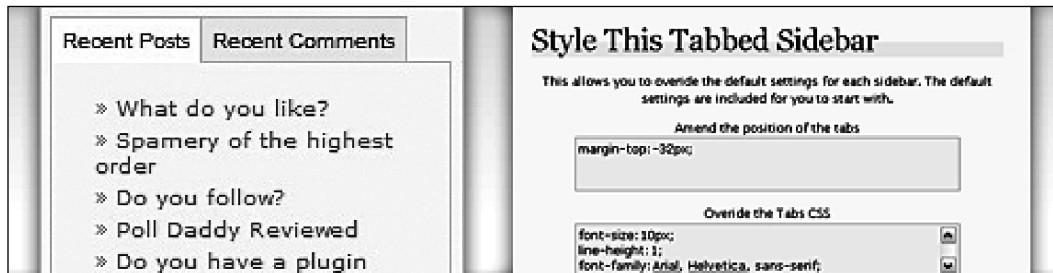 Recent Posts Recent Comments
» What do you like?
» Spamery of the highest
order
» Do you follow?
» Poll Daddy Reviewed
» Do you have a plugin
Style This Tabbed Sidebar
This allows you to overide the default settings for each sidebar. The default
settings are included for you to start with.
Amend the position of the tabs
margin-top:-32px;
Overide the Tabs CSS
font-size:10px;
line-height:1;
font-family:Arial, Helvetica, sans-serif;